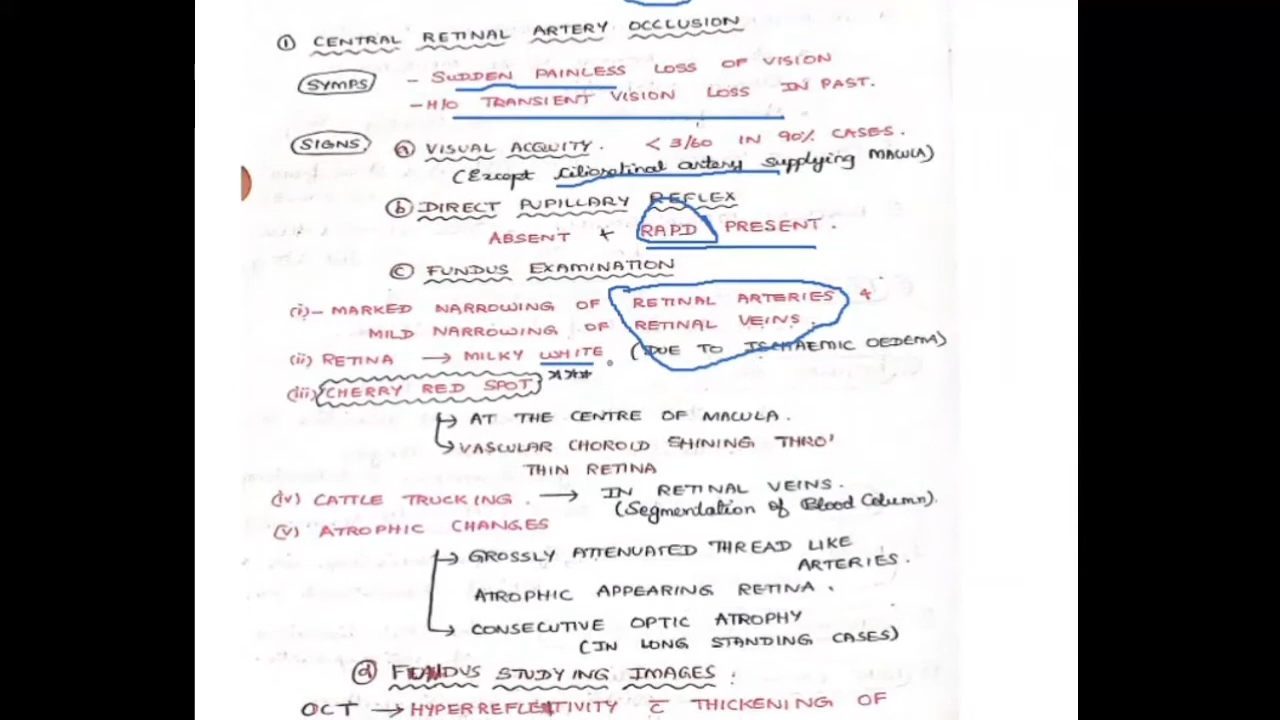 ① CENTRAL RETINAL ARTERY OCCLUSION
SYMPS - SUDDEN PAINLESS LOSS OF VISION
- H/O TRANSIENT VISION LOSS IN PAST.
SIGNS ⓐ VISUAL ACQUITY. < 3/60 IN 90% CASES.
(Except Cilioretinal artery supplying MACULA)
ⓑ DIRECT PUPILLARY REFLEX
ABSENT + RAPD PRESENT.
ⓒ FUNDUS EXAMINATION
(i) - MARKED NARROWING OF RETINAL ARTERIES +
MILD NARROWING OF RETINAL VEINS.
(ii) RETINA → MILKY WHITE. (DUE TO ISCHAEMIC OEDEMA)
(iii) CHERRY RED SPOT ***
↳ AT THE CENTRE OF MACULA.
↳ VASCULAR CHOROID SHINING THRO'
THIN RETINA
(iv) CATTLE TRUCKING. → IN RETINAL VEINS.
(Segmentation of Blood Column).
(v) ATROPHIC CHANGES
↳ GROSSLY ATTENUATED THREAD LIKE
ARTERIES.
ATROPHIC APPEARING RETINA.
↳ CONSECUTIVE OPTIC ATROPHY
(IN LONG STANDING CASES)
ⓓ FUNDUS STUDYING IMAGES.
OCT → HYPERREFLECTIVITY c̄ THICKENING OF